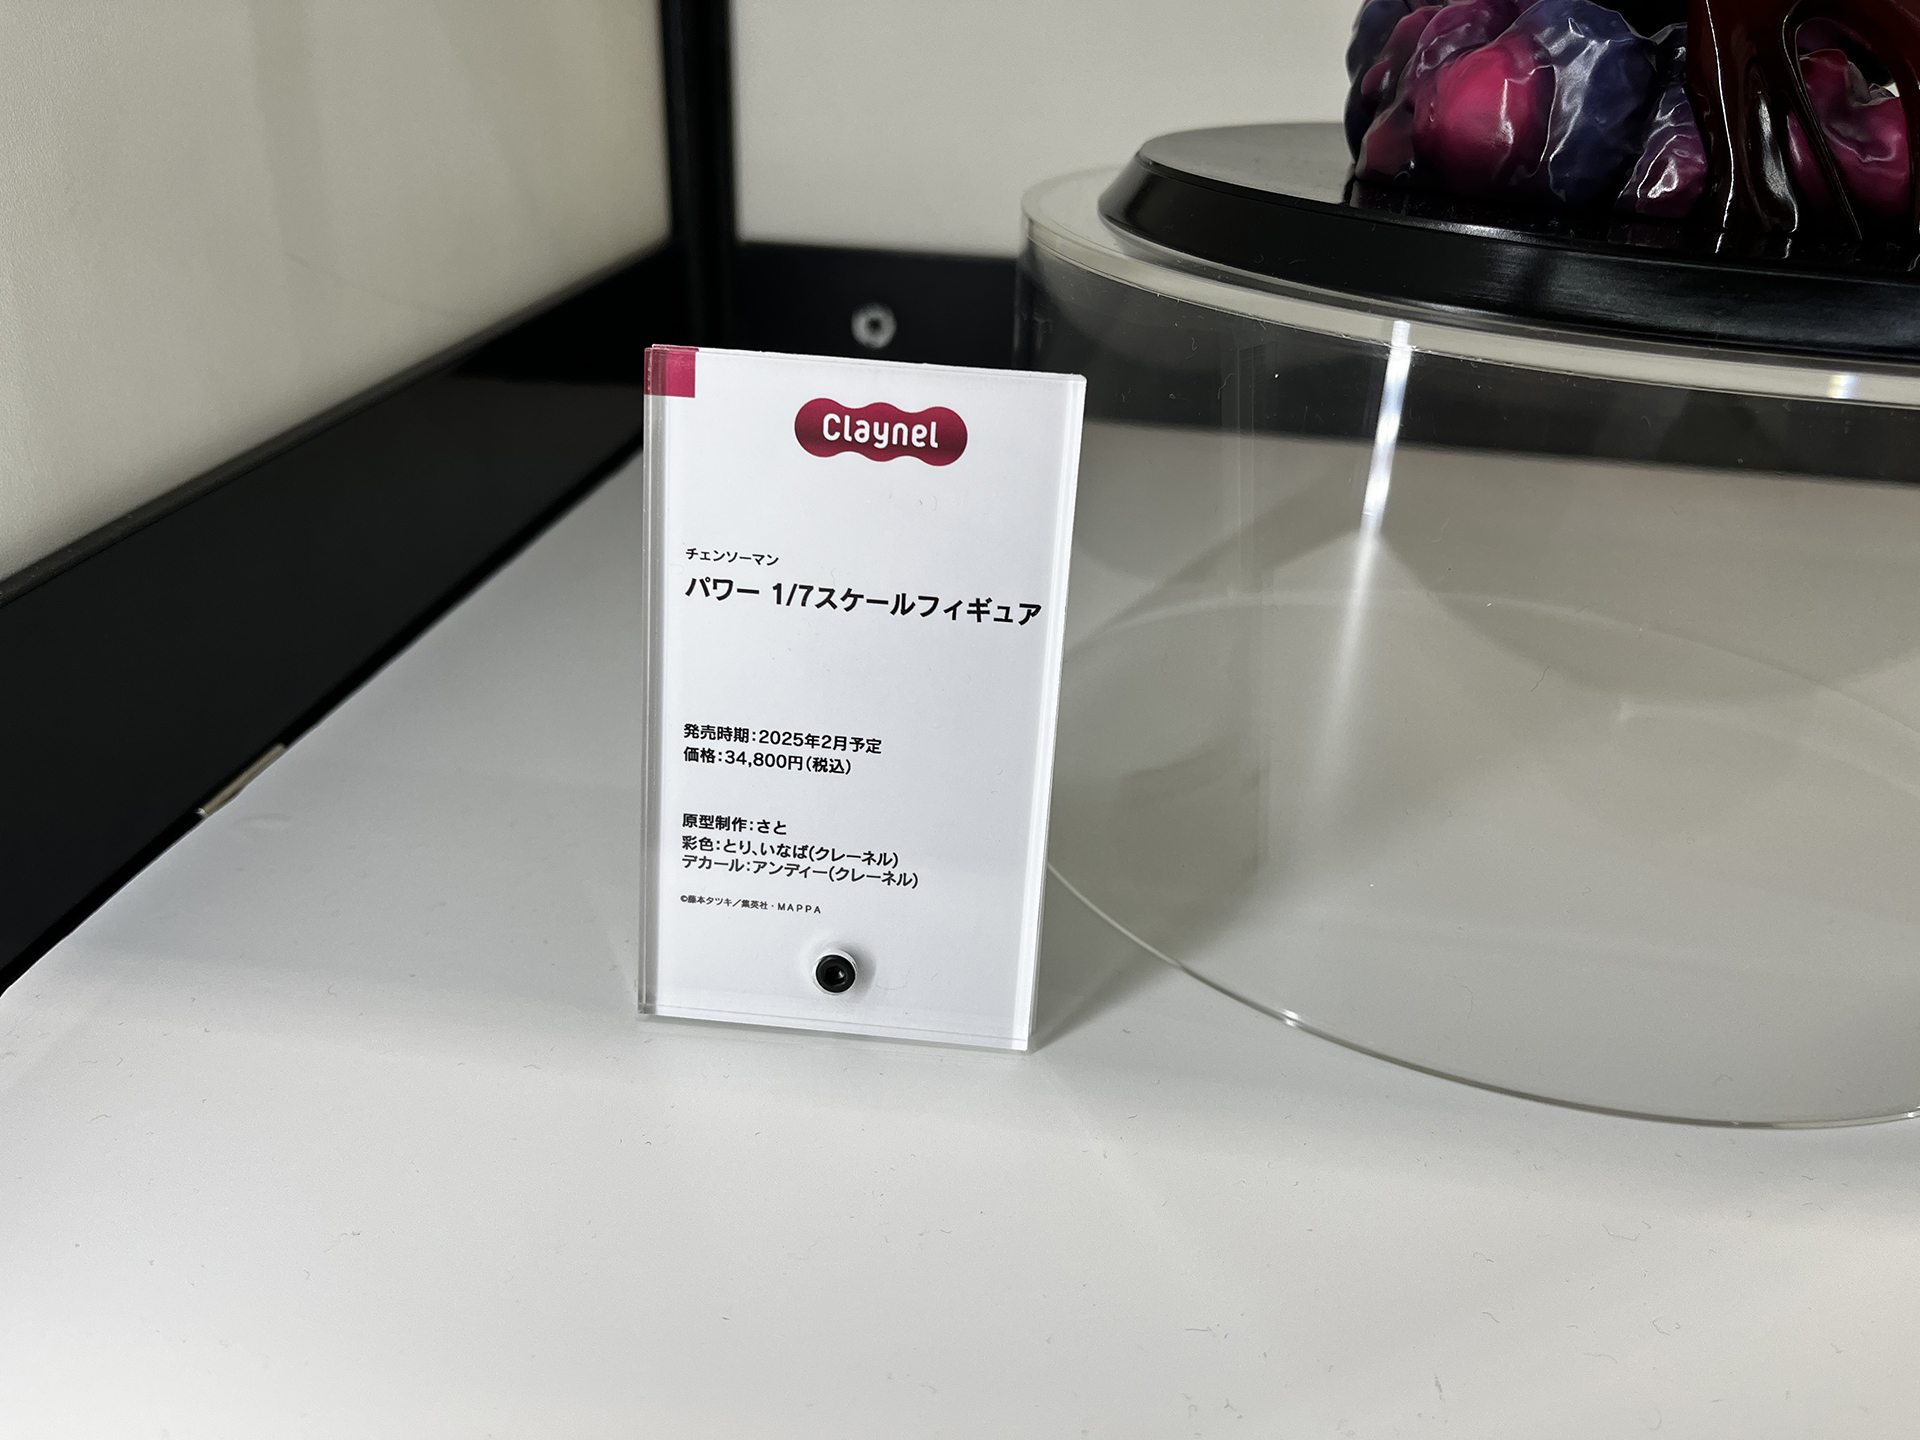 Claynel
チェンソーマン
パワー 1/7スケールフィギュア
発売時期:2025年2月予定
価格:34,800円(税込)
原型制作:さと
彩色:とり、いなば(クレーネル)
デカール:アンディー(クレーネル)
©藤本タツキ／集英社・MAPPA